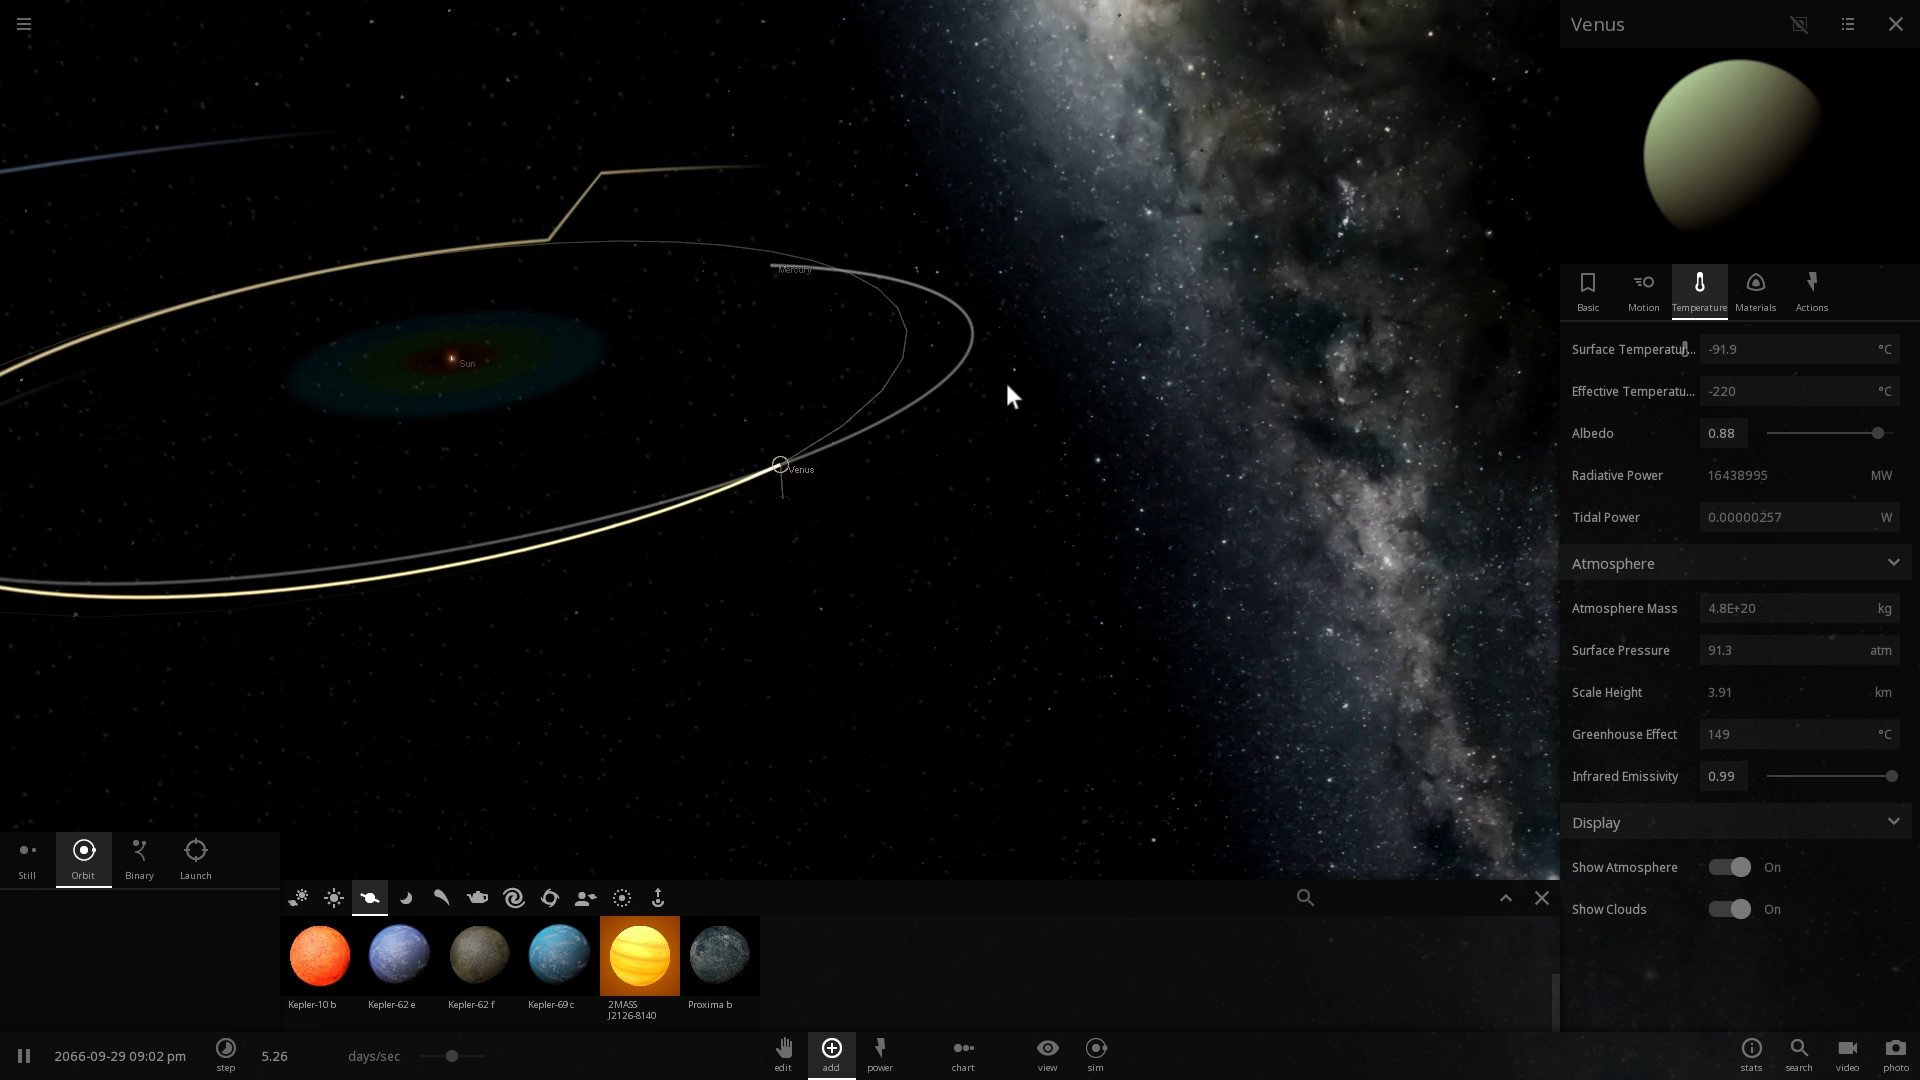 Venus
Mercury
Sun
Venus
Basic
Motion
Temperature
Materials
Actions
Surface Temperatur...
-91.9
°C
Effective Temperatu...
-220
°C
Albedo
0.88
Radiative Power
16438995
MW
Tidal Power
0.00000257
W
Atmosphere
Atmosphere Mass
4.8E+20
kg
Surface Pressure
91.3
atm
Scale Height
3.91
km
Greenhouse Effect
149
°C
Infrared Emissivity
0.99
Display
Show Atmosphere
On
Show Clouds
On
Still
Orbit
Binary
Launch
Kepler-10 b
Kepler-62 e
Kepler-62 f
Kepler-69 c
2MASS
J2126-8140
Proxima b
2066-09-29 09:02 pm
step
5.26
days/sec
edit
add
power
chart
view
sim
stats
search
video
photo